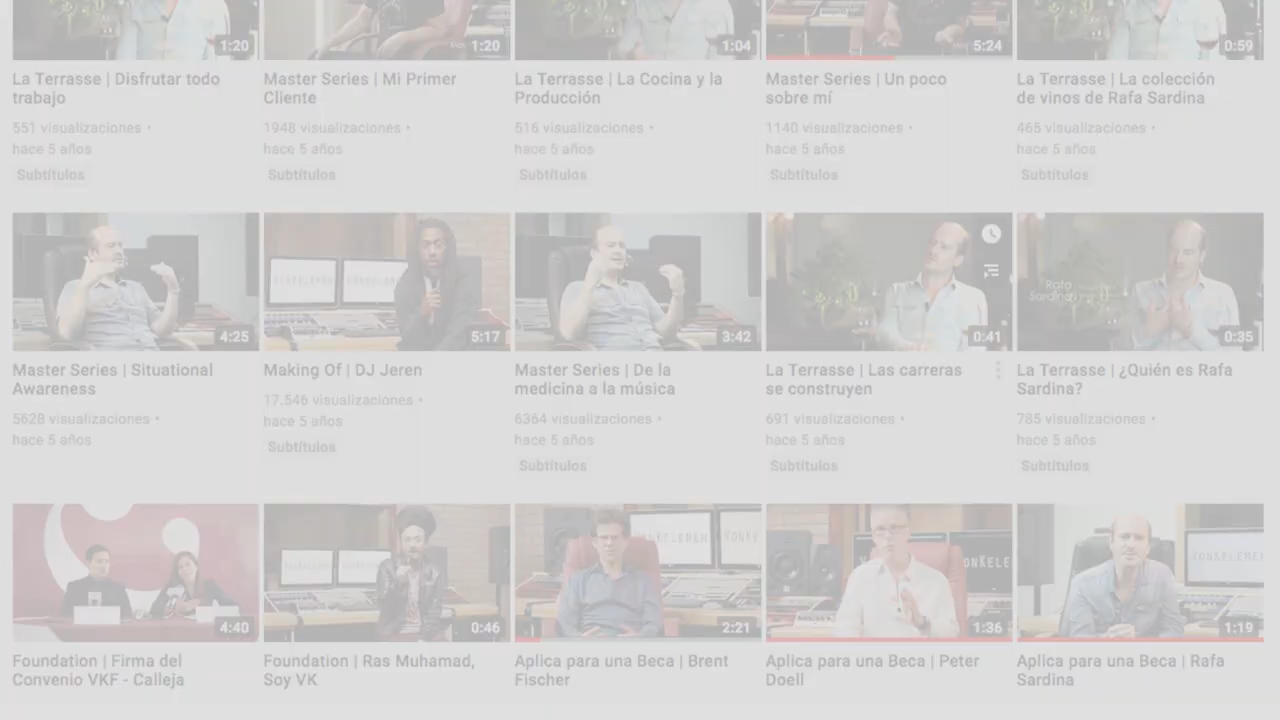 1:20
1:20
1:04
5:24
0:59
La Terrasse | Disfrutar todo
trabajo
551 visualizaciones •
hace 5 años
Subtítulos
Master Series | Mi Primer
Cliente
1948 visualizaciones •
hace 5 años
Subtítulos
La Terrasse | La Cocina y la
Producción
516 visualizaciones •
hace 5 años
Subtítulos
Master Series | Un poco
sobre mí
1140 visualizaciones •
hace 5 años
Subtítulos
La Terrasse | La colección
de vinos de Rafa Sardina
465 visualizaciones •
hace 5 años
Subtítulos
4:25
Master Series | Situational
Awareness
5628 visualizaciones •
hace 5 años
5:17
Making Of | DJ Jeren
17.546 visualizaciones •
hace 5 años
Subtítulos
3:42
Master Series | De la
medicina a la música
6364 visualizaciones •
hace 5 años
Subtítulos
0:41
La Terrasse | Las carreras
se construyen
691 visualizaciones •
hace 5 años
Subtítulos
Rafa
Sardina
0:35
La Terrasse | ¿Quién es Rafa
Sardina?
785 visualizaciones •
hace 5 años
Subtítulos
4:40
Foundation | Firma del
Convenio VKF - Calleja
0:46
Foundation | Ras Muhamad,
Soy VK
2:21
Aplica para una Beca | Brent
Fischer
1:36
Aplica para una Beca | Peter
Doell
1:19
Aplica para una Beca | Rafa
Sardina